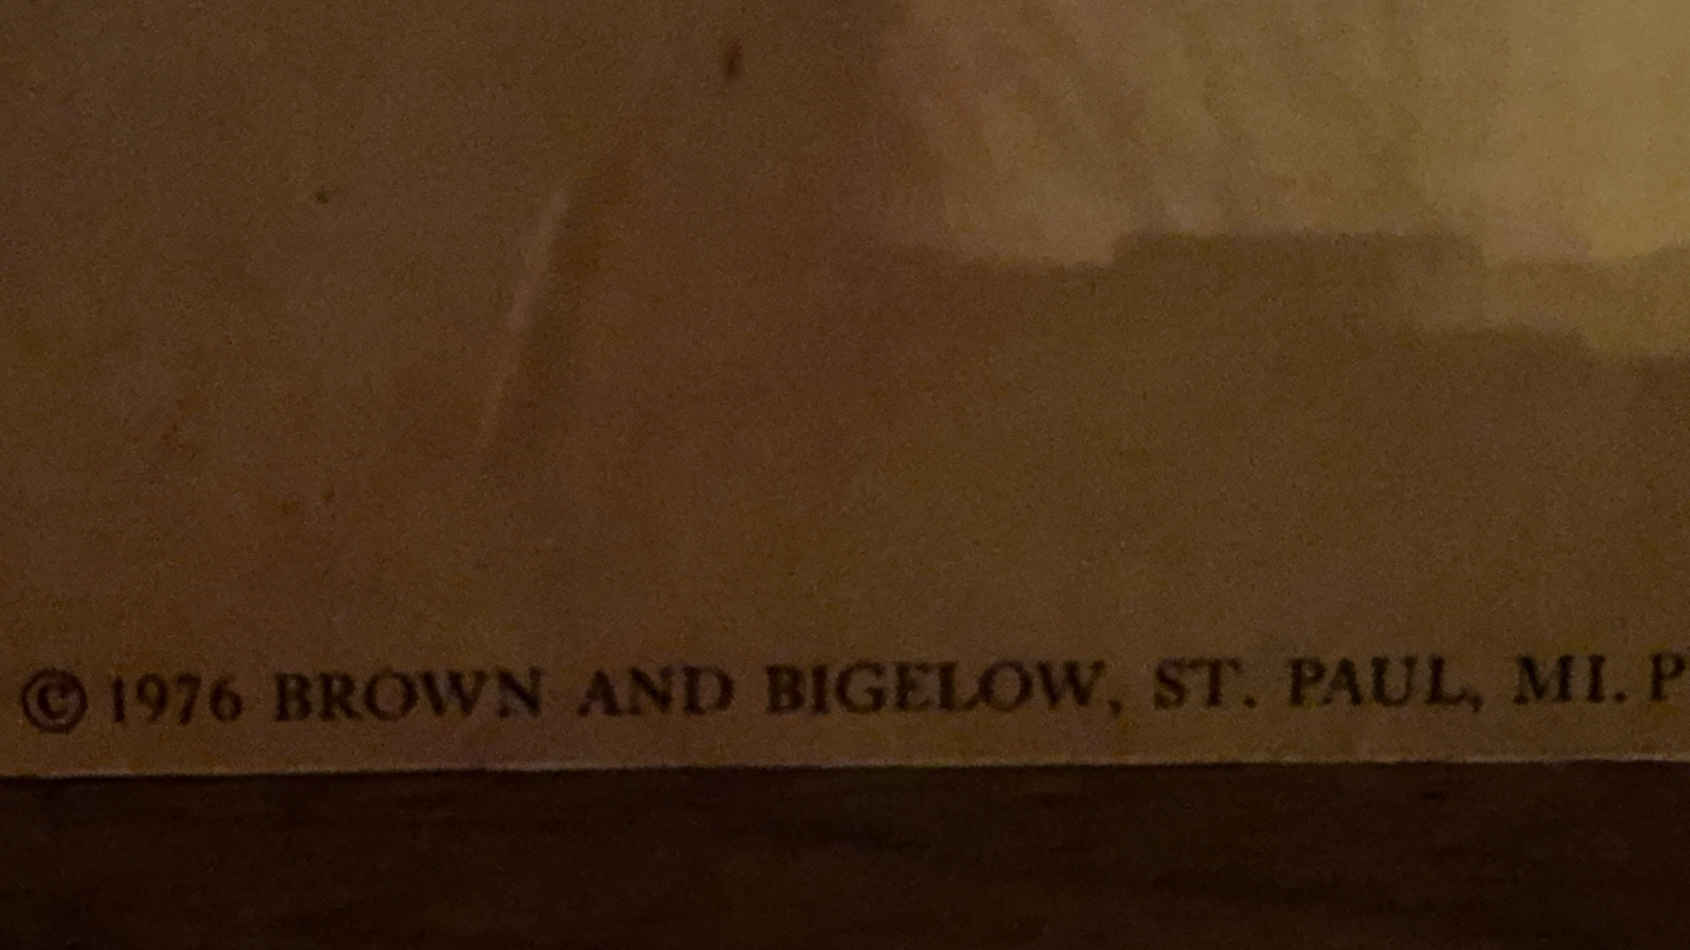 © 1976 BROWN AND BIGELOW, ST. PAUL, MI. P